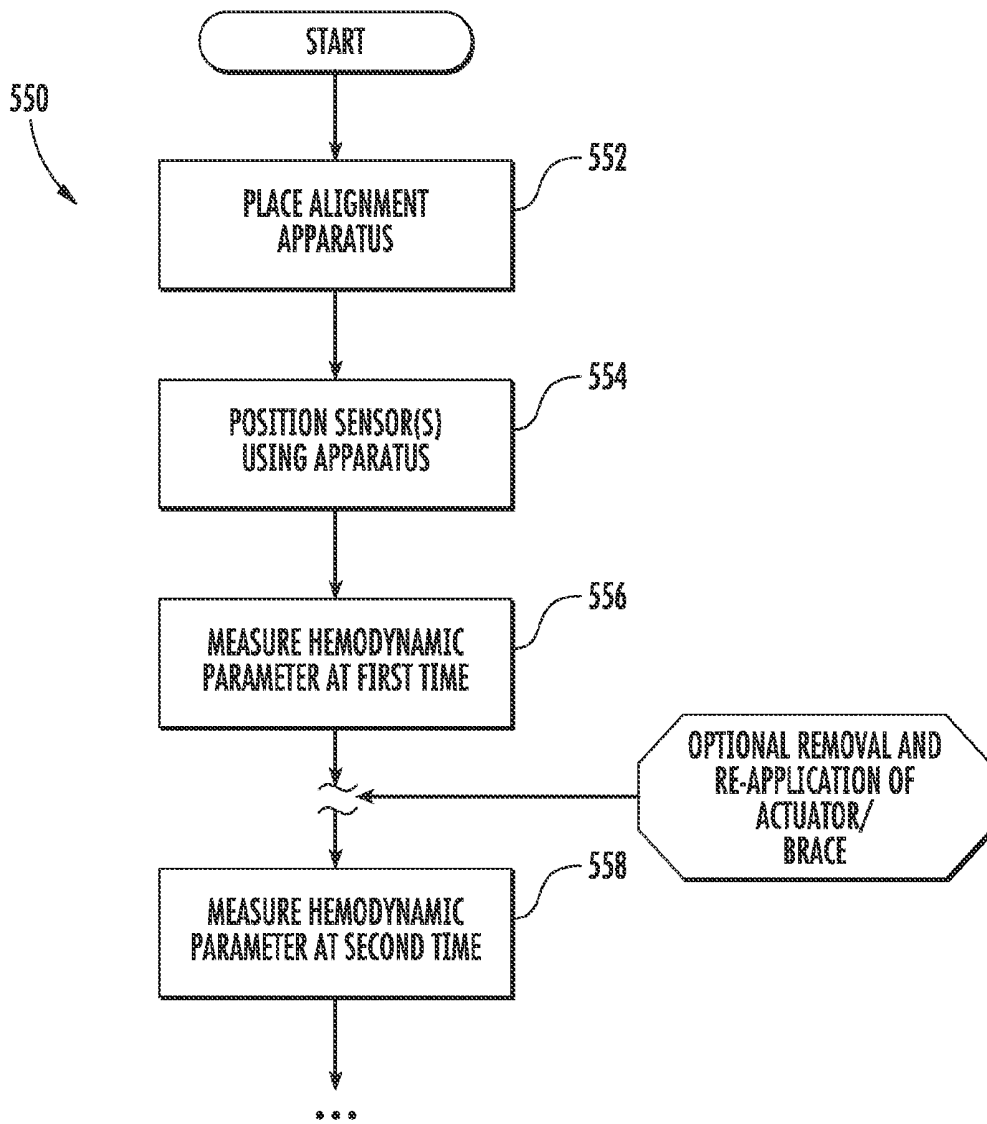 START
550
552
PLACE ALIGNMENT
APPARATUS
554
POSITION SENSOR(S)
USING APPARATUS
556
MEASURE HEMODYNAMIC
PARAMETER AT FIRST TIME
OPTIONAL REMOVAL AND
RE-APPLICATION OF
ACTUATOR/
BRACE
558
MEASURE HEMODYNAMIC
PARAMETER AT SECOND TIME
...